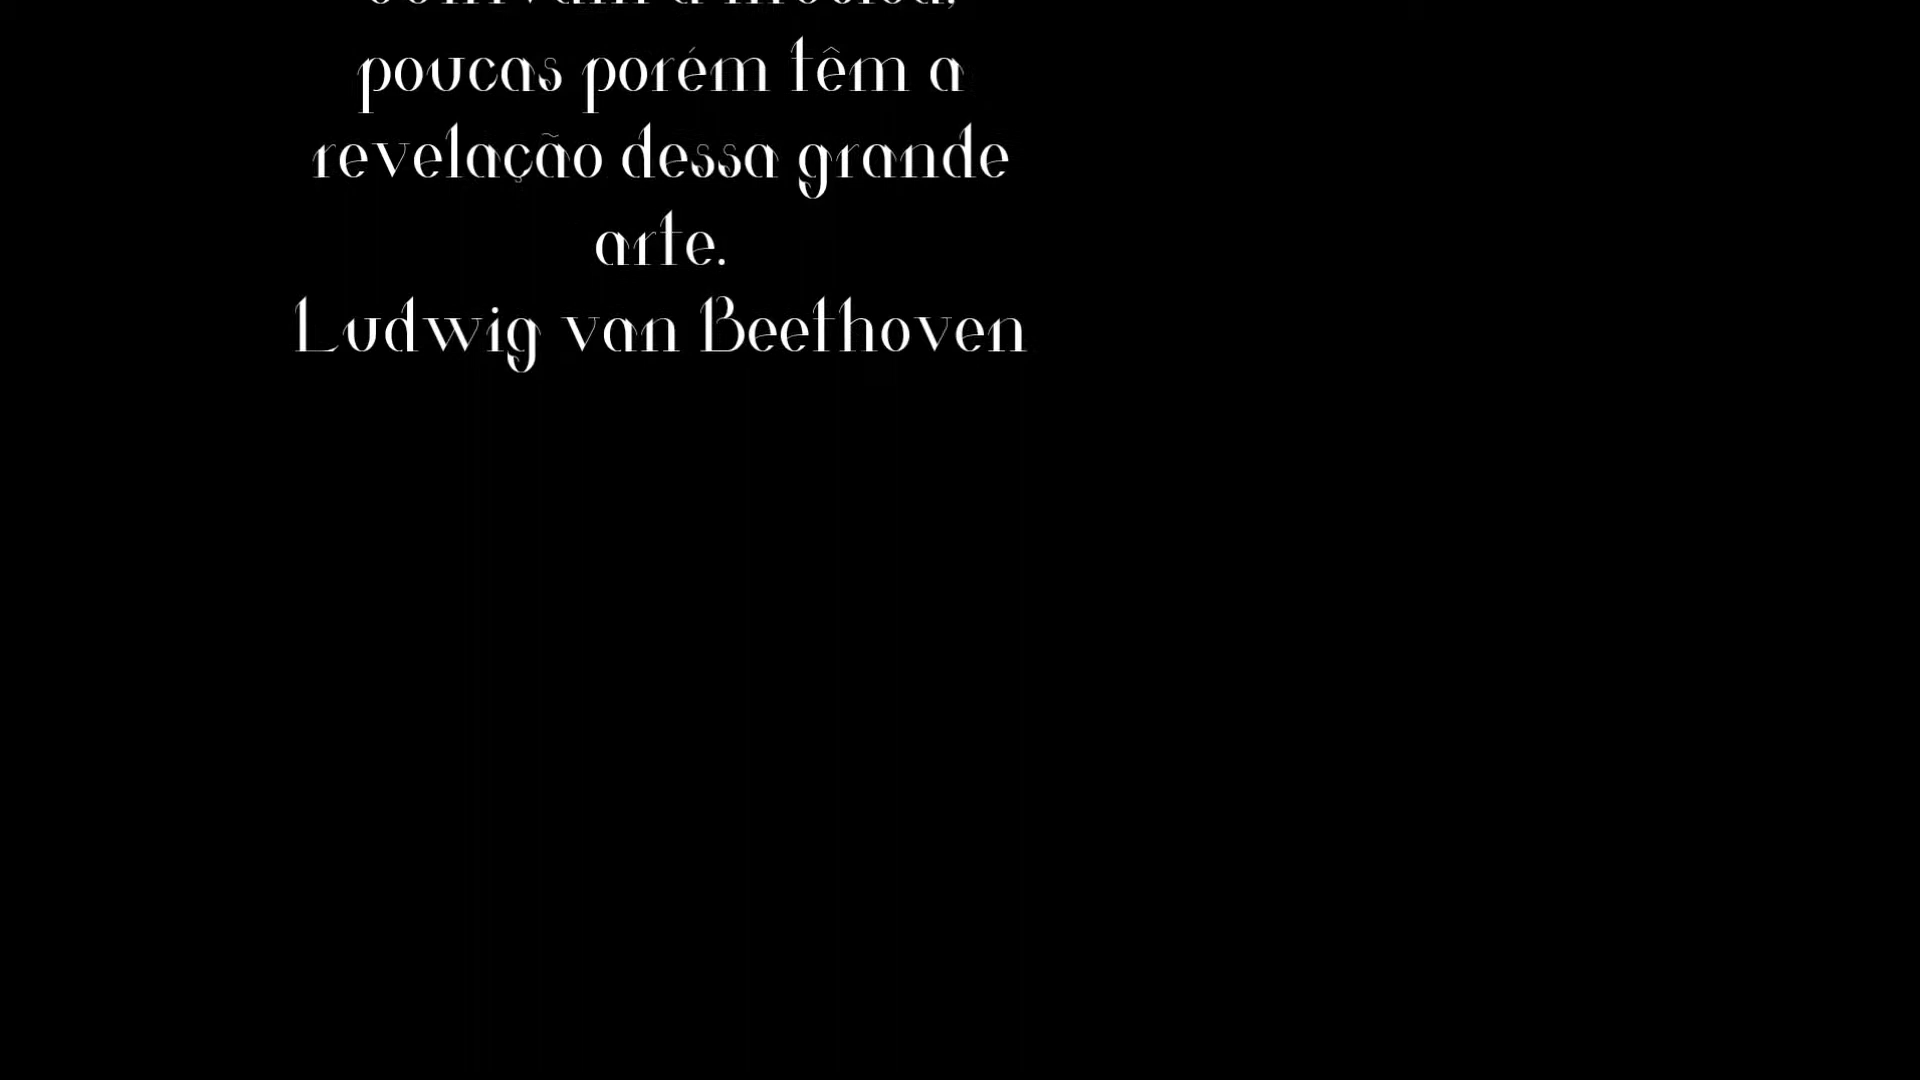 poucas porém têm a
revelação dessa grande
arte.
Ludwig van Beethoven